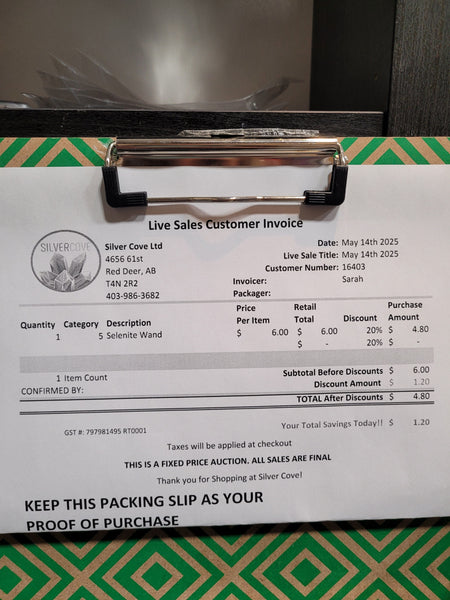 Live Sales Customer Invoice
SILVERCOVE
Silver Cove Ltd
4656 61st
Red Deer, AB
T4N 2R2
403-986-3682
Date: May 14th 2025
Live Sale Title: May 14th 2025
Customer Number: 16403
Invoicer: Sarah
Packager:
Quantity Category Description Price Per Item Retail Total Discount Purchase Amount
1 5 Selenite Wand $ 6.00 $ 6.00 20% $ 4.80
$ - 20% $ -
1 Item Count
Subtotal Before Discounts $ 6.00
CONFIRMED BY:
Discount Amount $ 1.20
TOTAL After Discounts $ 4.80
GST #: 797981495 RT0001
Your Total Savings Today!! $ 1.20
Taxes will be applied at checkout
THIS IS A FIXED PRICE AUCTION. ALL SALES ARE FINAL
Thank you for Shopping at Silver Cove!
KEEP THIS PACKING SLIP AS YOUR
PROOF OF PURCHASE